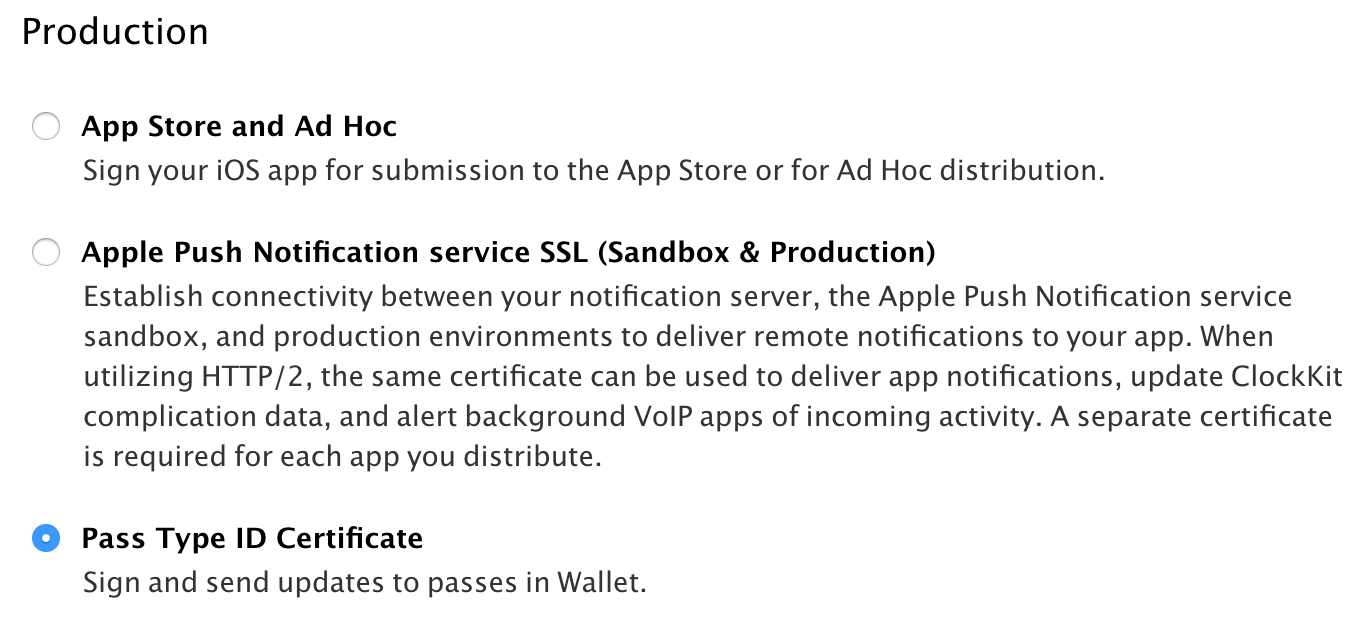 Production
App Store and Ad Hoc
Sign your iOS app for submission to the App Store or for Ad Hoc distribution.
Apple Push Notification service SSL (Sandbox & Production)
Establish connectivity between your notification server, the Apple Push Notification service
sandbox, and production environments to deliver remote notifications to your app. When
utilizing HTTP/2, the same certificate can be used to deliver app notifications, update ClockKit
complication data, and alert background VoIP apps of incoming activity. A separate certificate
is required for each app you distribute.
Pass Type ID Certificate
Sign and send updates to passes in Wallet.